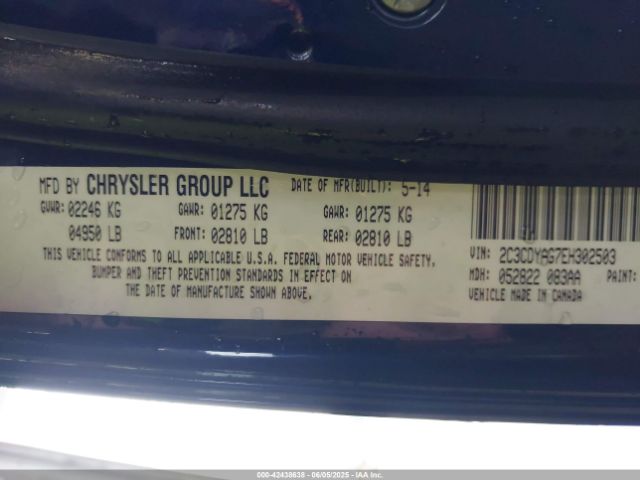 MFD BY CHRYSLER GROUP LLC DATE OF MFR(BUILT): 5-14
GVWR: 02246 KG GAWR: 01275 KG GAWR: 01275 KG
04950 LB FRONT: 02810 LB REAR: 02810 LB
THIS VEHICLE CONFORMS TO ALL APPLICABLE U.S.A. FEDERAL MOTOR VEHICLE SAFETY,
BUMPER AND THEFT PREVENTION STANDARDS IN EFFECT ON
THE DATE OF MANUFACTURE SHOWN ABOVE.
VIN: 2C3CDYAG7EH302503
MDH: 052822 083AA PAINT:
VEHICLE MADE IN CANADA
000-42438638 - 06/05/2025 - IAA Inc.